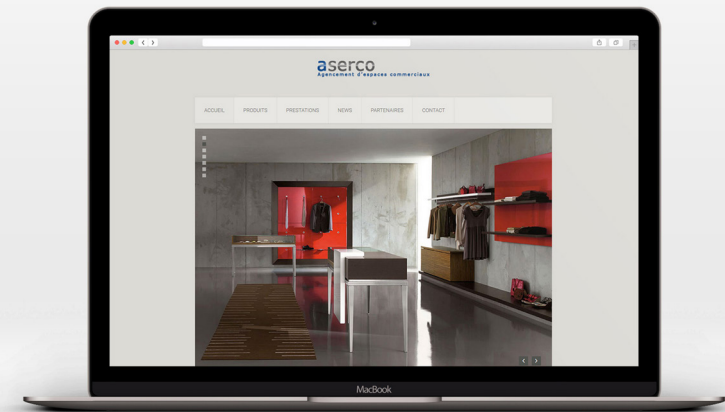 aserco
Agencement d'espaces commerciaux
ACCUEIL PRODUITS PRESTATIONS NEWS PARTENAIRES CONTACT
MacBook